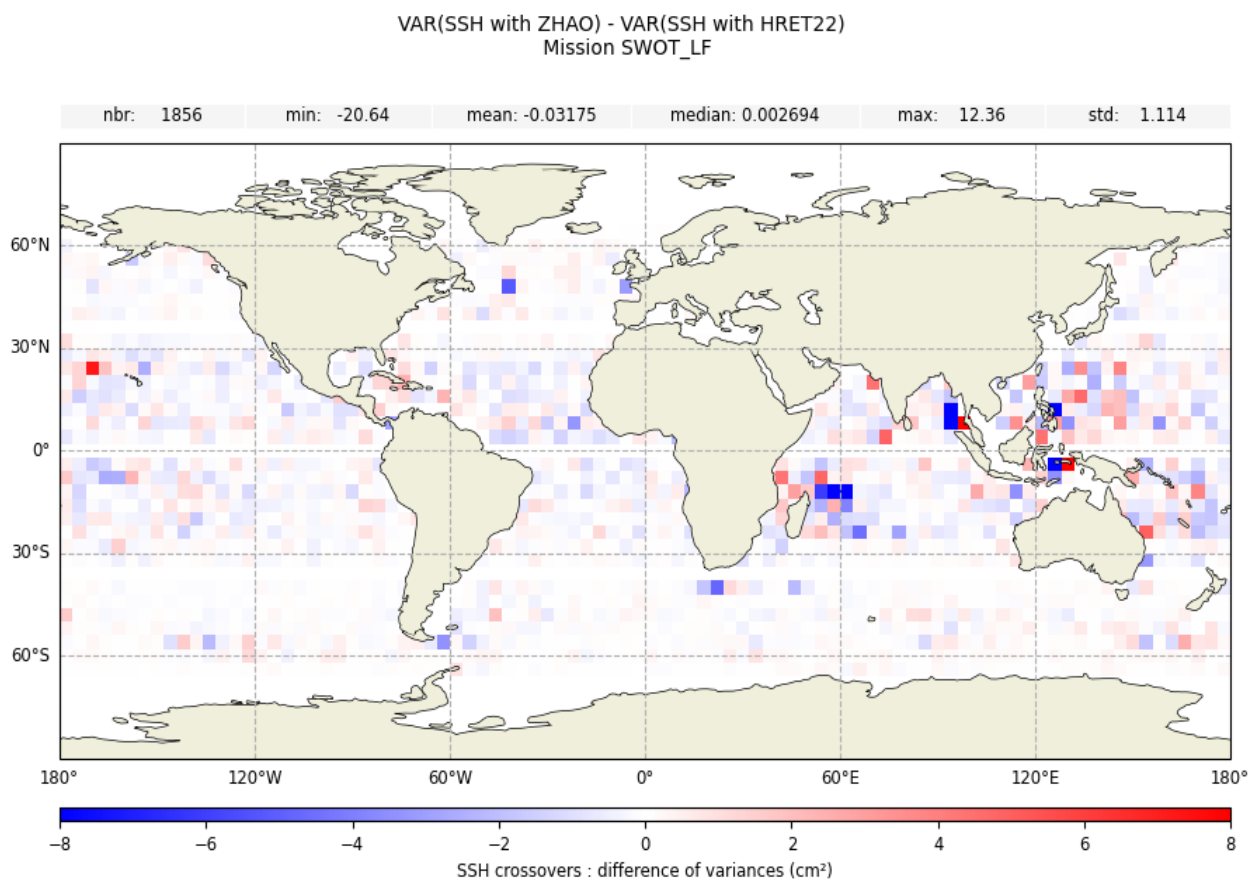 VAR(SSH with ZHAO) - VAR(SSH with HRET22)
Mission SWOT_LF
nbr: 1856 min: -20.64 mean: -0.03175 median: 0.002694 max: 12.36 std: 1.114
60°N
30°N
0°
30°S
60°S
180° 120°W 60°W 0° 60°E 120°E 180°
−8 −6 −4 −2 0 2 4 6 8
SSH crossovers : difference of variances (cm²)